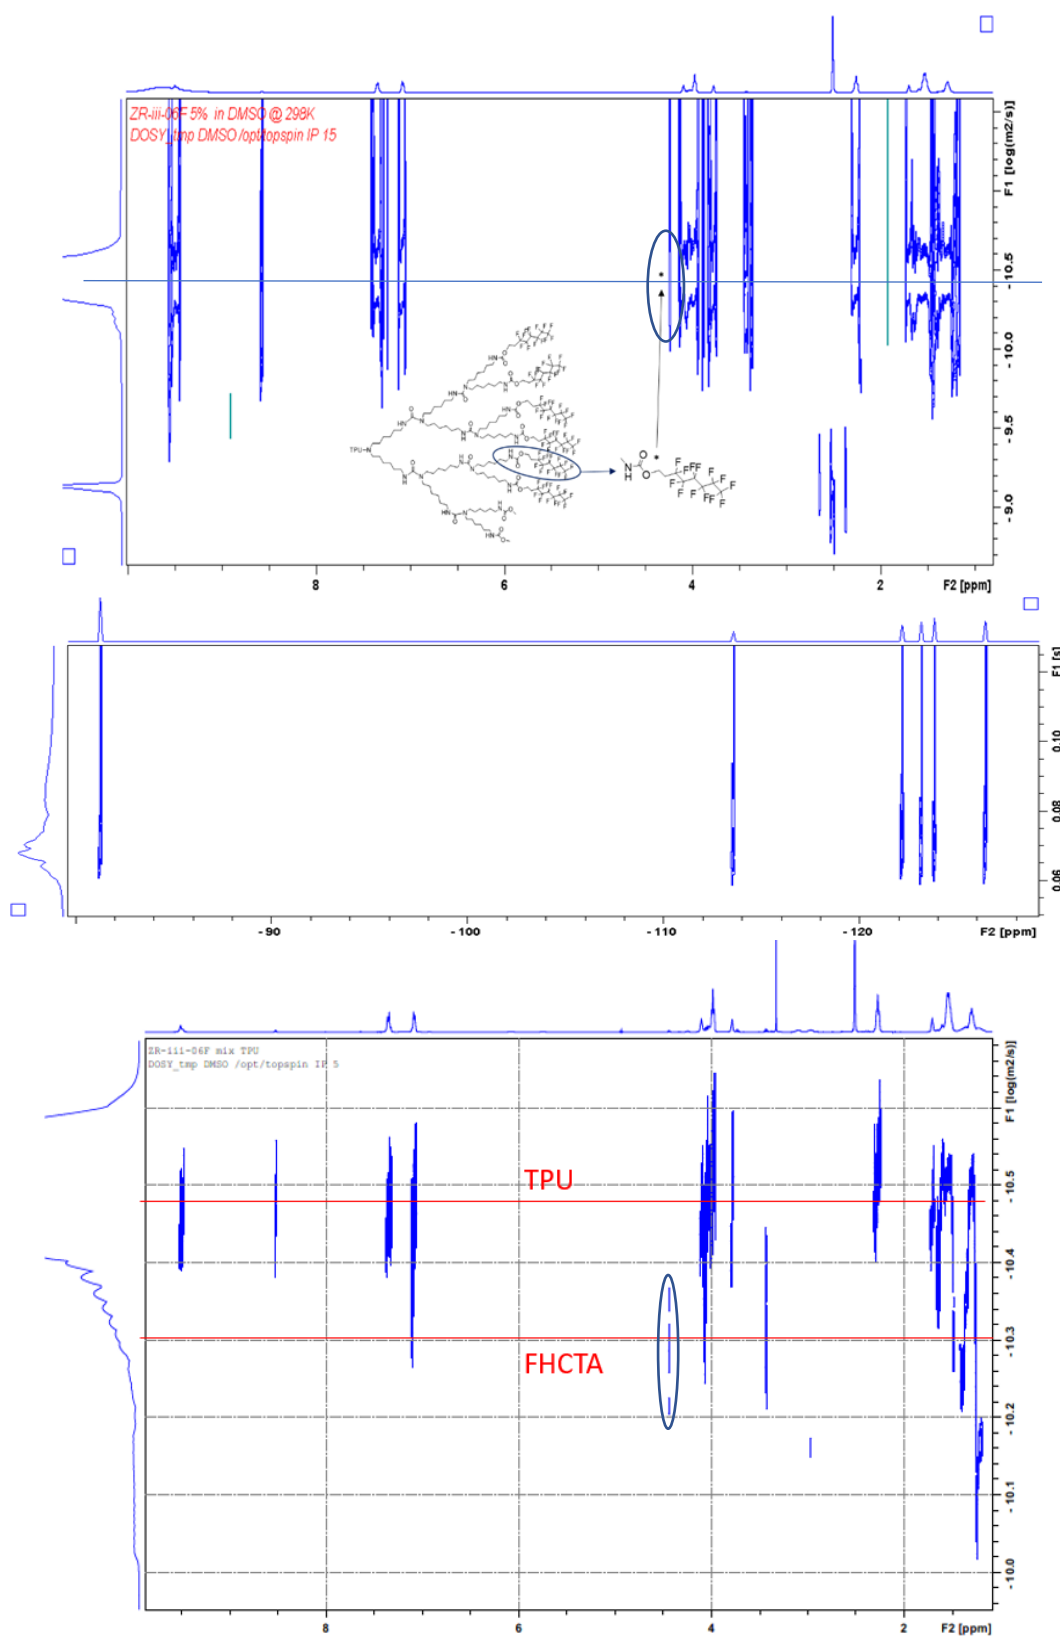 ZR-iii-06F 5% in DMSO @ 298K
DOSY_tmp DMSO /opt/topspin IP 15
F1 [log(m2/s)]
- 10.5
- 10.0
- 9.5
- 9.0
TPU
8
6
4
2
F2 [ppm]
F1 [s]
0.10
0.08
0.06
- 90
- 100
- 110
- 120
F2 [ppm]
ZR-iii-06F mix TPU
DOSY_tmp DMSO /opt/topspin IP 5
F1 [log(m2/s)]
TPU
- 10.5
- 10.4
- 10.3
FHCTA
- 10.2
- 10.1
- 10.0
8
6
4
2
F2 [ppm]